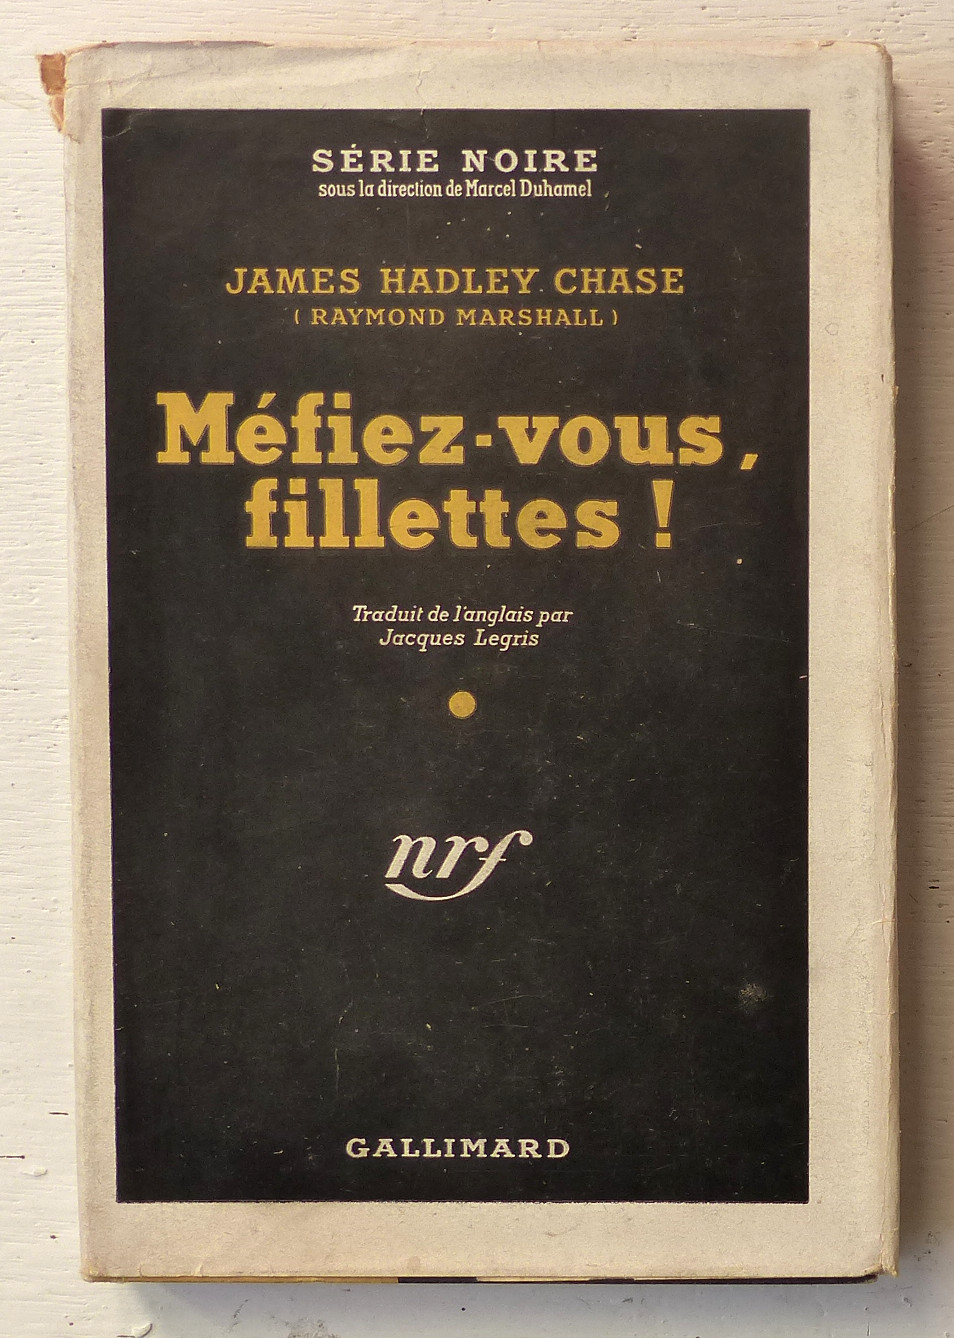 SÉRIE NOIRE
sous la direction de Marcel Duhamel
JAMES HADLEY CHASE
( RAYMOND MARSHALL )
Méfiez-vous,
fillettes !
Traduit de l'anglais par
Jacques Legris
nrf
GALLIMARD